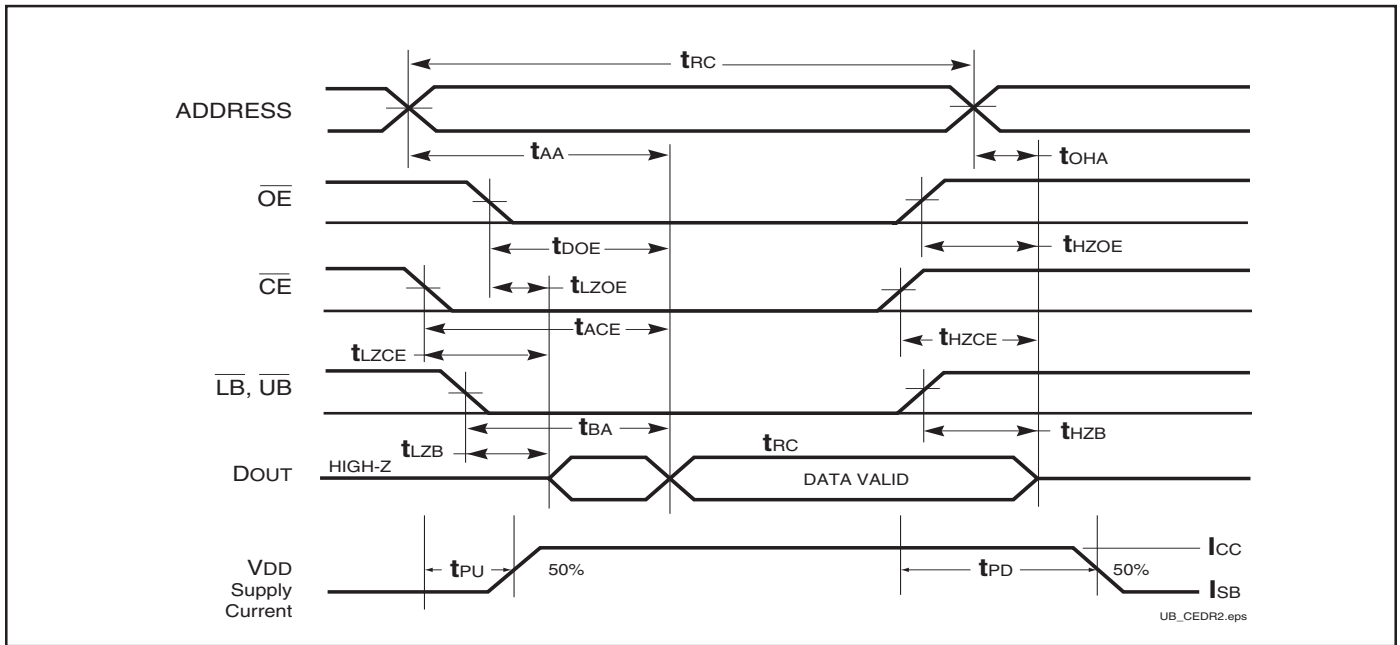 tRC
ADDRESS
tAA
tOHA
OE
tDOE
tHZOE
CE
tLZOE
tACE
tHZCE
tLZCE
LB, UB
tBA
tHZB
tLZB
tRC
DOUT
HIGH-Z
DATA VALID
ICC
VDD
Supply
Current
tPU
50%
tPD
50%
ISB
UB_CEDR2.eps